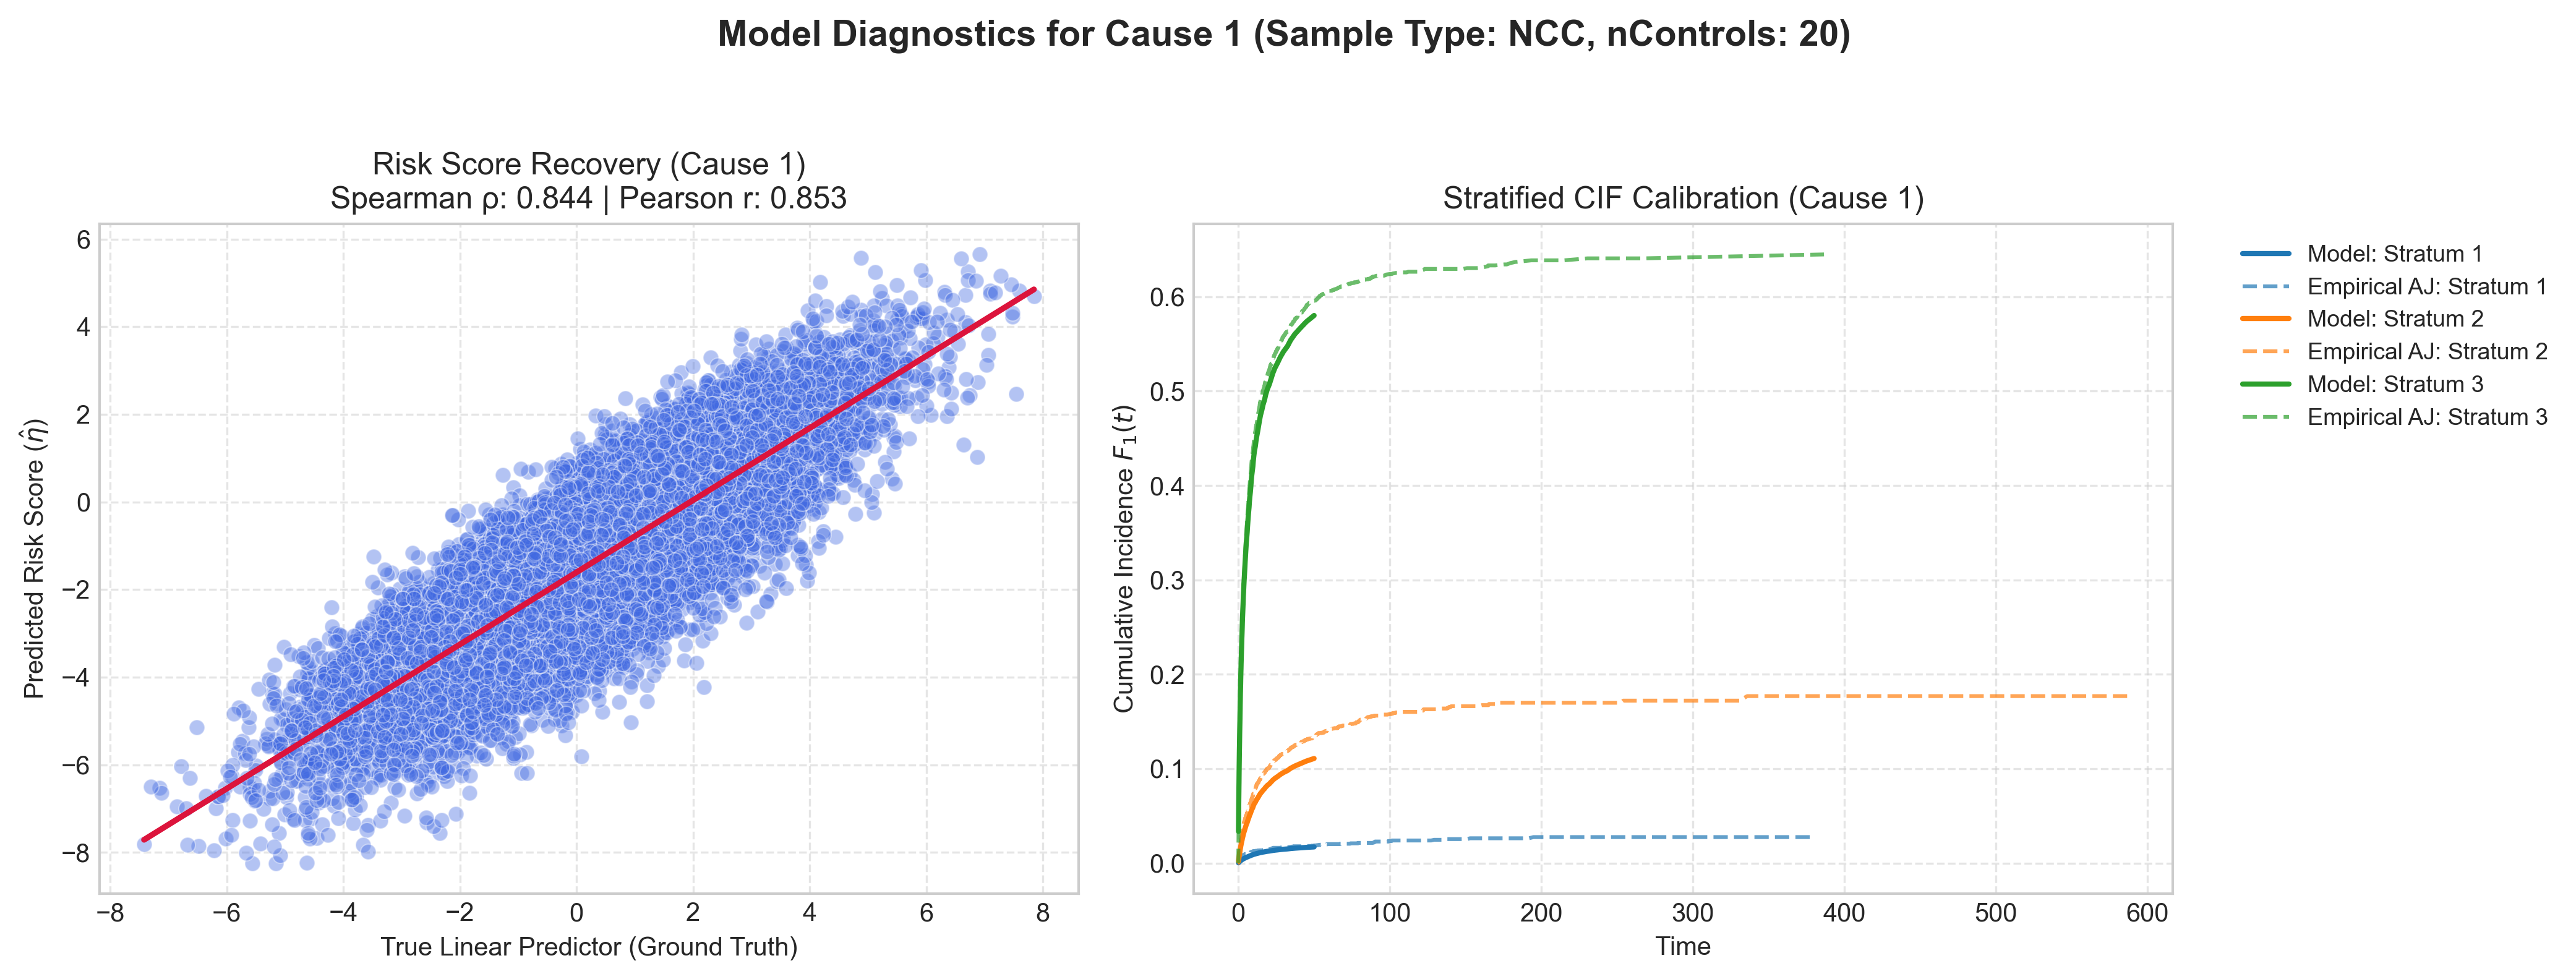 Model Diagnostics for Cause 1 (Sample Type: NCC, nControls: 20)
Risk Score Recovery (Cause 1)
Spearman ρ: 0.844 | Pearson r: 0.853
6
4
2
0
−2
−4
−6
−8
Predicted Risk Score (η̂)
−8 −6 −4 −2 0 2 4 6 8
True Linear Predictor (Ground Truth)
Stratified CIF Calibration (Cause 1)
0.6
0.5
0.4
0.3
0.2
0.1
0.0
Cumulative Incidence F₁(t)
0 100 200 300 400 500 600
Time
Model: Stratum 1
Empirical AJ: Stratum 1
Model: Stratum 2
Empirical AJ: Stratum 2
Model: Stratum 3
Empirical AJ: Stratum 3